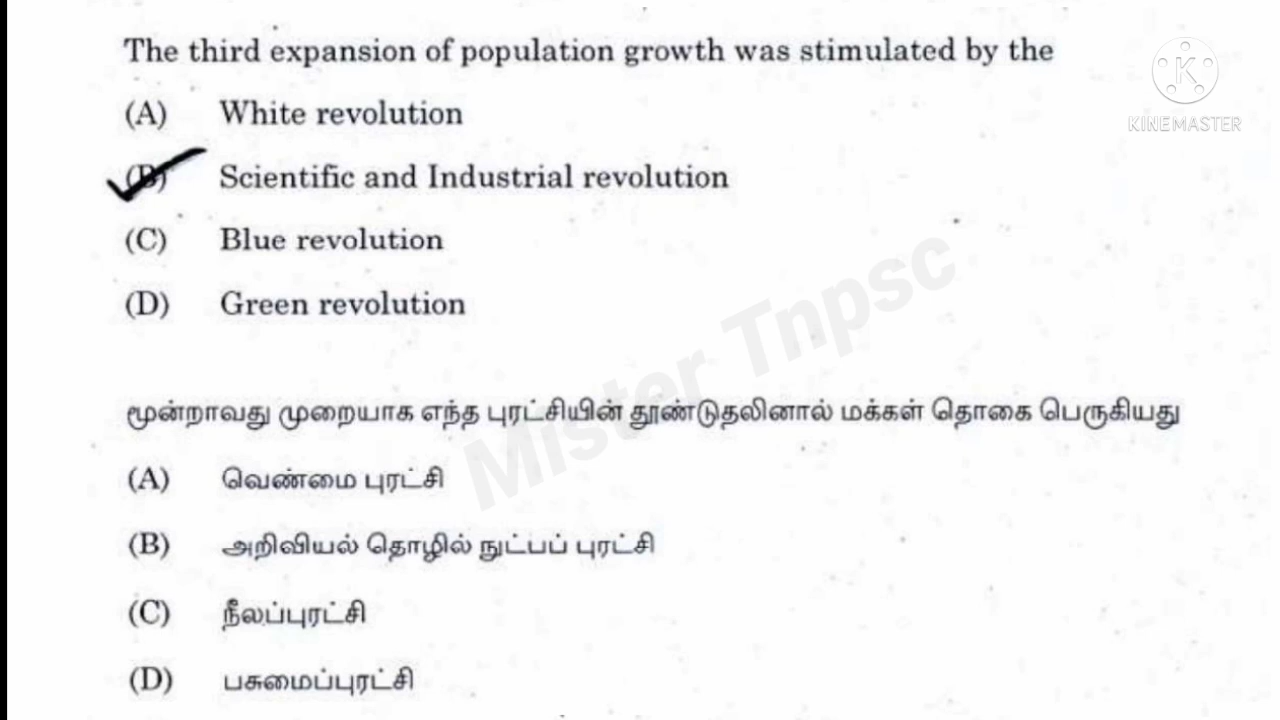 The third expansion of population growth was stimulated by the
KINEMASTER
(A) White revolution
(B) Scientific and Industrial revolution
(C) Blue revolution
(D) Green revolution
Mister Tnpsc
மூன்றாவது முறையாக எந்த புரட்சியின் தூண்டுதலினால் மக்கள் தொகை பெருகியது
(A) வெண்மை புரட்சி
(B) அறிவியல் தொழில் நுட்பப் புரட்சி
(C) நீலப்புரட்சி
(D) பசுமைப்புரட்சி